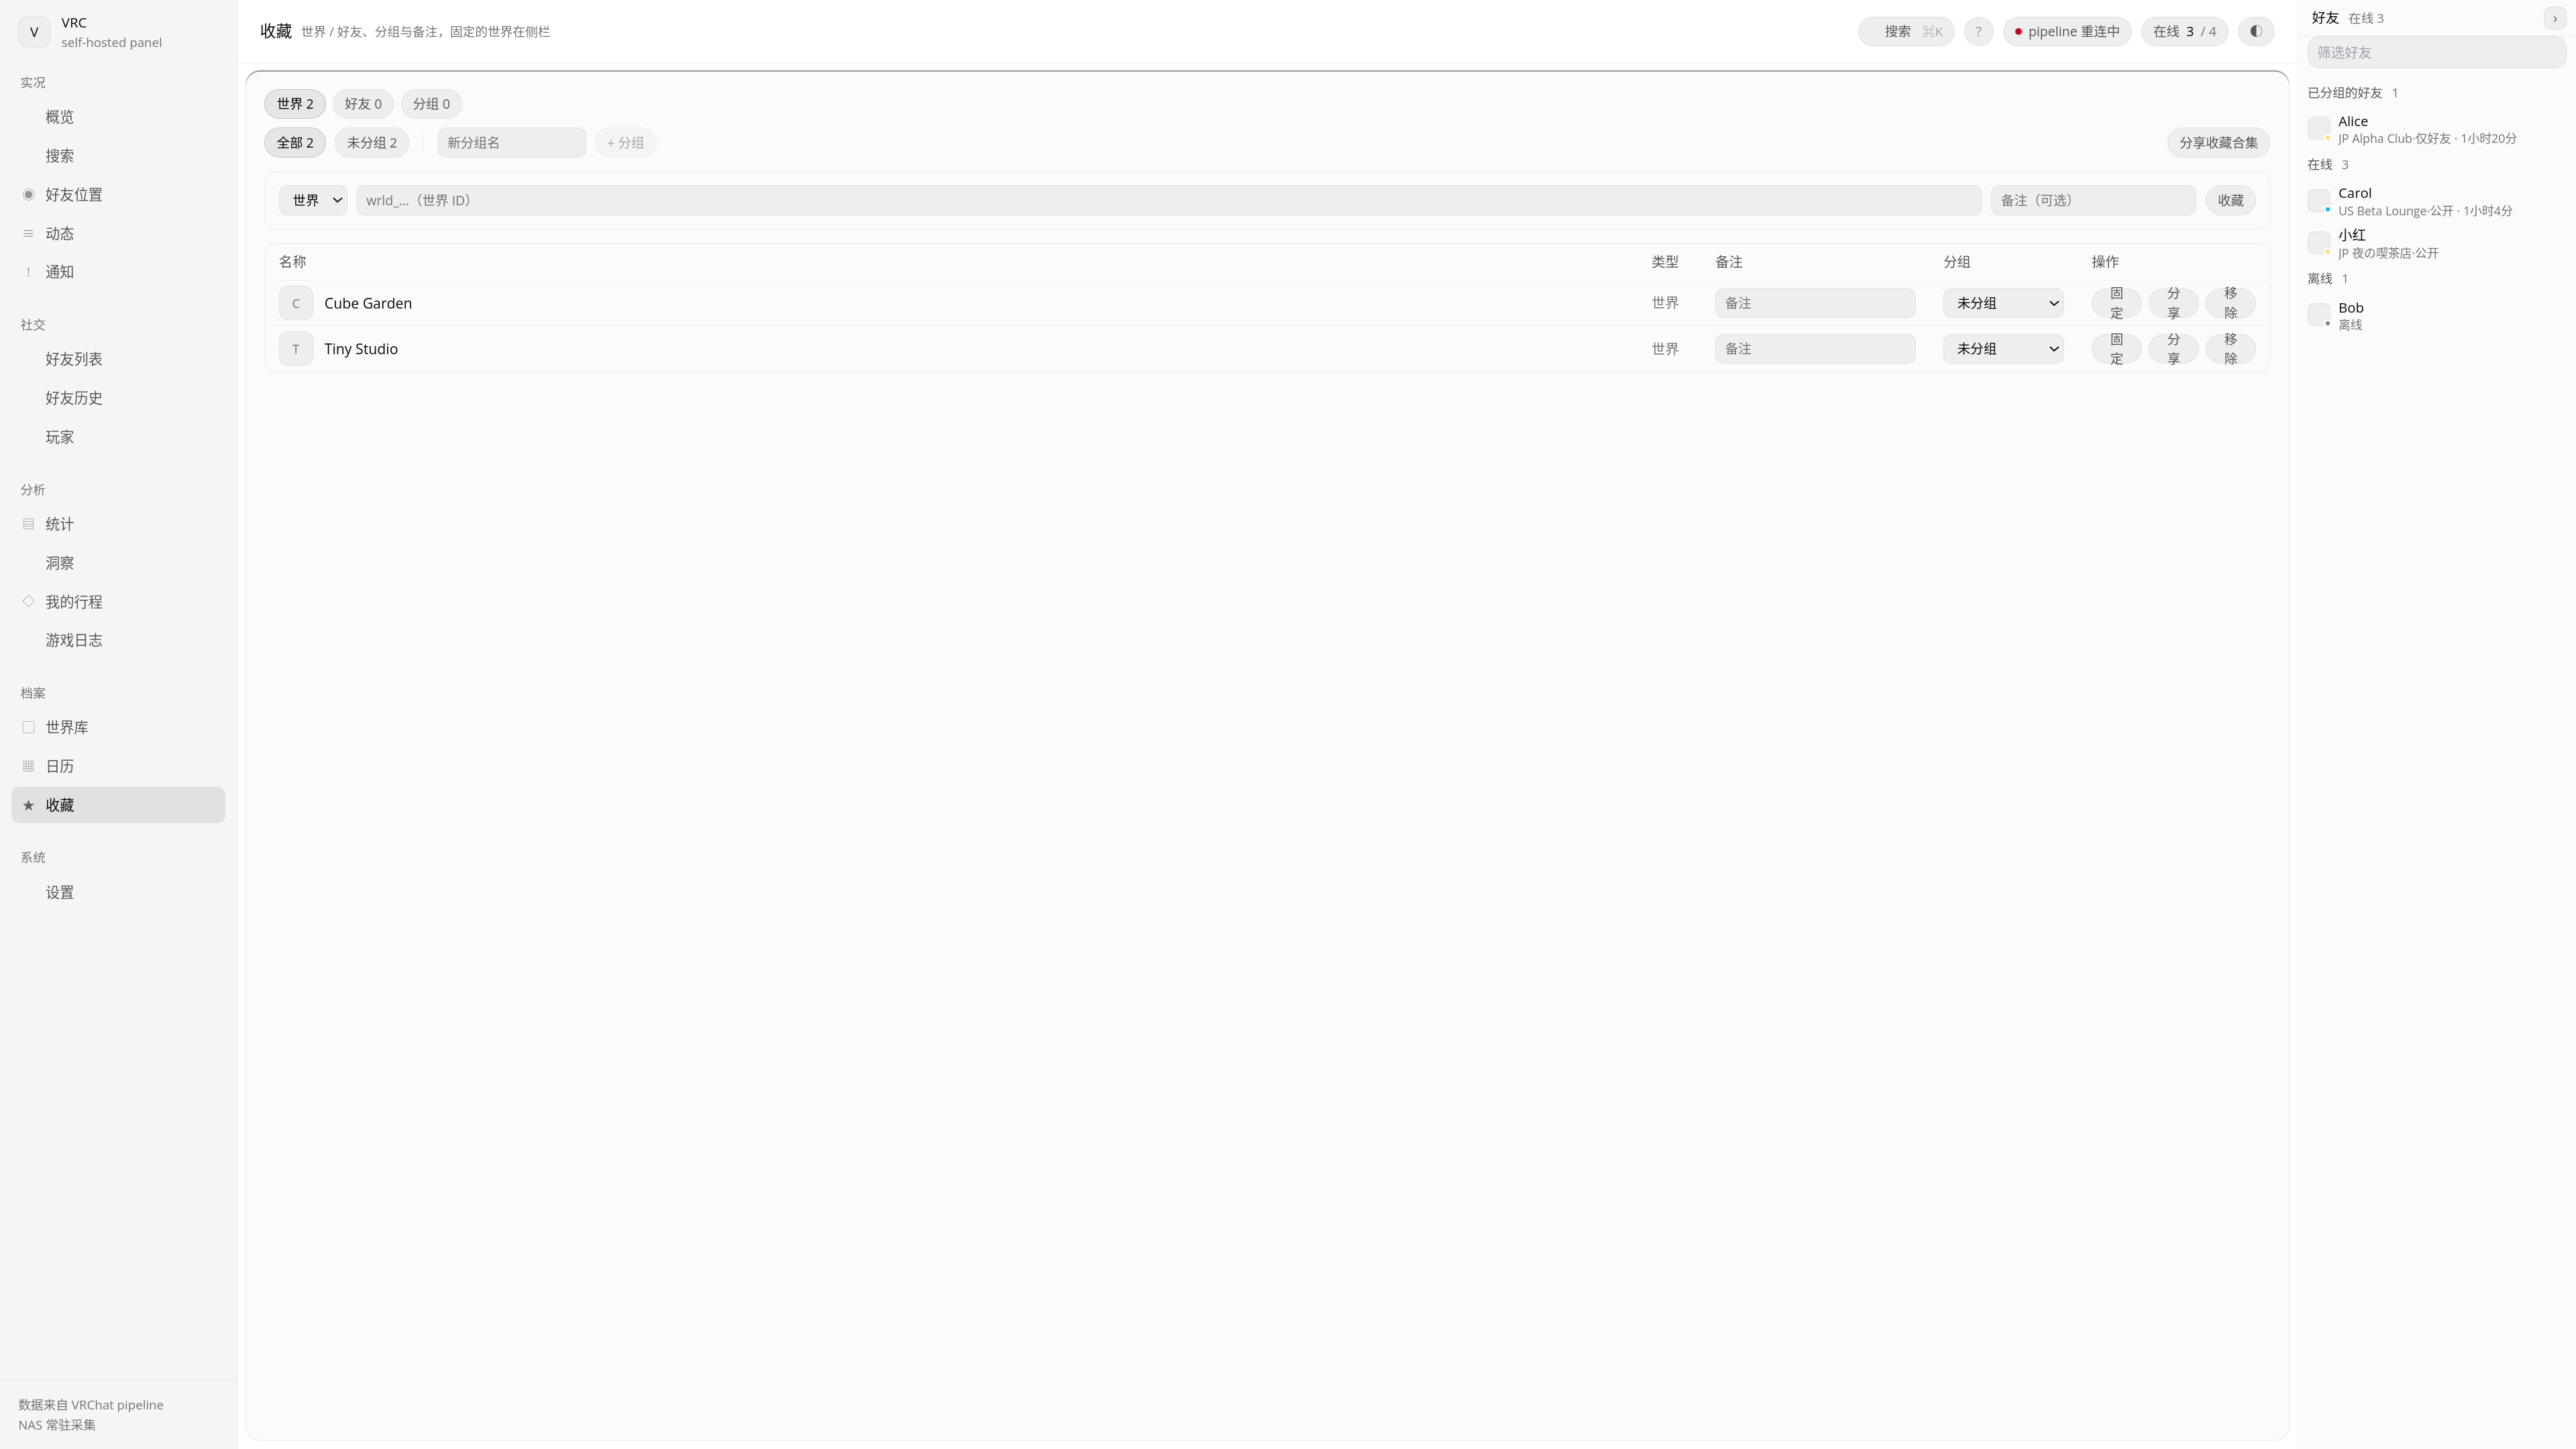 V
VRC
self-hosted panel
实况
概览
搜索
好友位置
动态
通知
社交
好友列表
好友历史
玩家
分析
统计
洞察
我的行程
游戏日志
档案
世界库
日历
收藏
系统
设置
数据来自 VRChat pipeline
NAS 常驻采集
收藏 世界 / 好友、分组与备注，固定的世界在侧栏
搜索 ⌘K
?
pipeline 重连中
在线 3 / 4
世界 2 好友 0 分组 0
全部 2 未分组 2 新分组名 + 分组 分享收藏合集
世界 wrld_…（世界 ID） 备注（可选） 收藏
名称 类型 备注 分组 操作
C Cube Garden 世界 备注 未分组 固定 分享 移除
T Tiny Studio 世界 备注 未分组 固定 分享 移除
好友 在线 3 ›
筛选好友
已分组的好友 1
Alice
JP Alpha Club·仅好友 · 1小时20分
在线 3
Carol
US Beta Lounge·公开 · 1小时4分
小红
JP 夜の喫茶店·公开
离线 1
Bob
离线